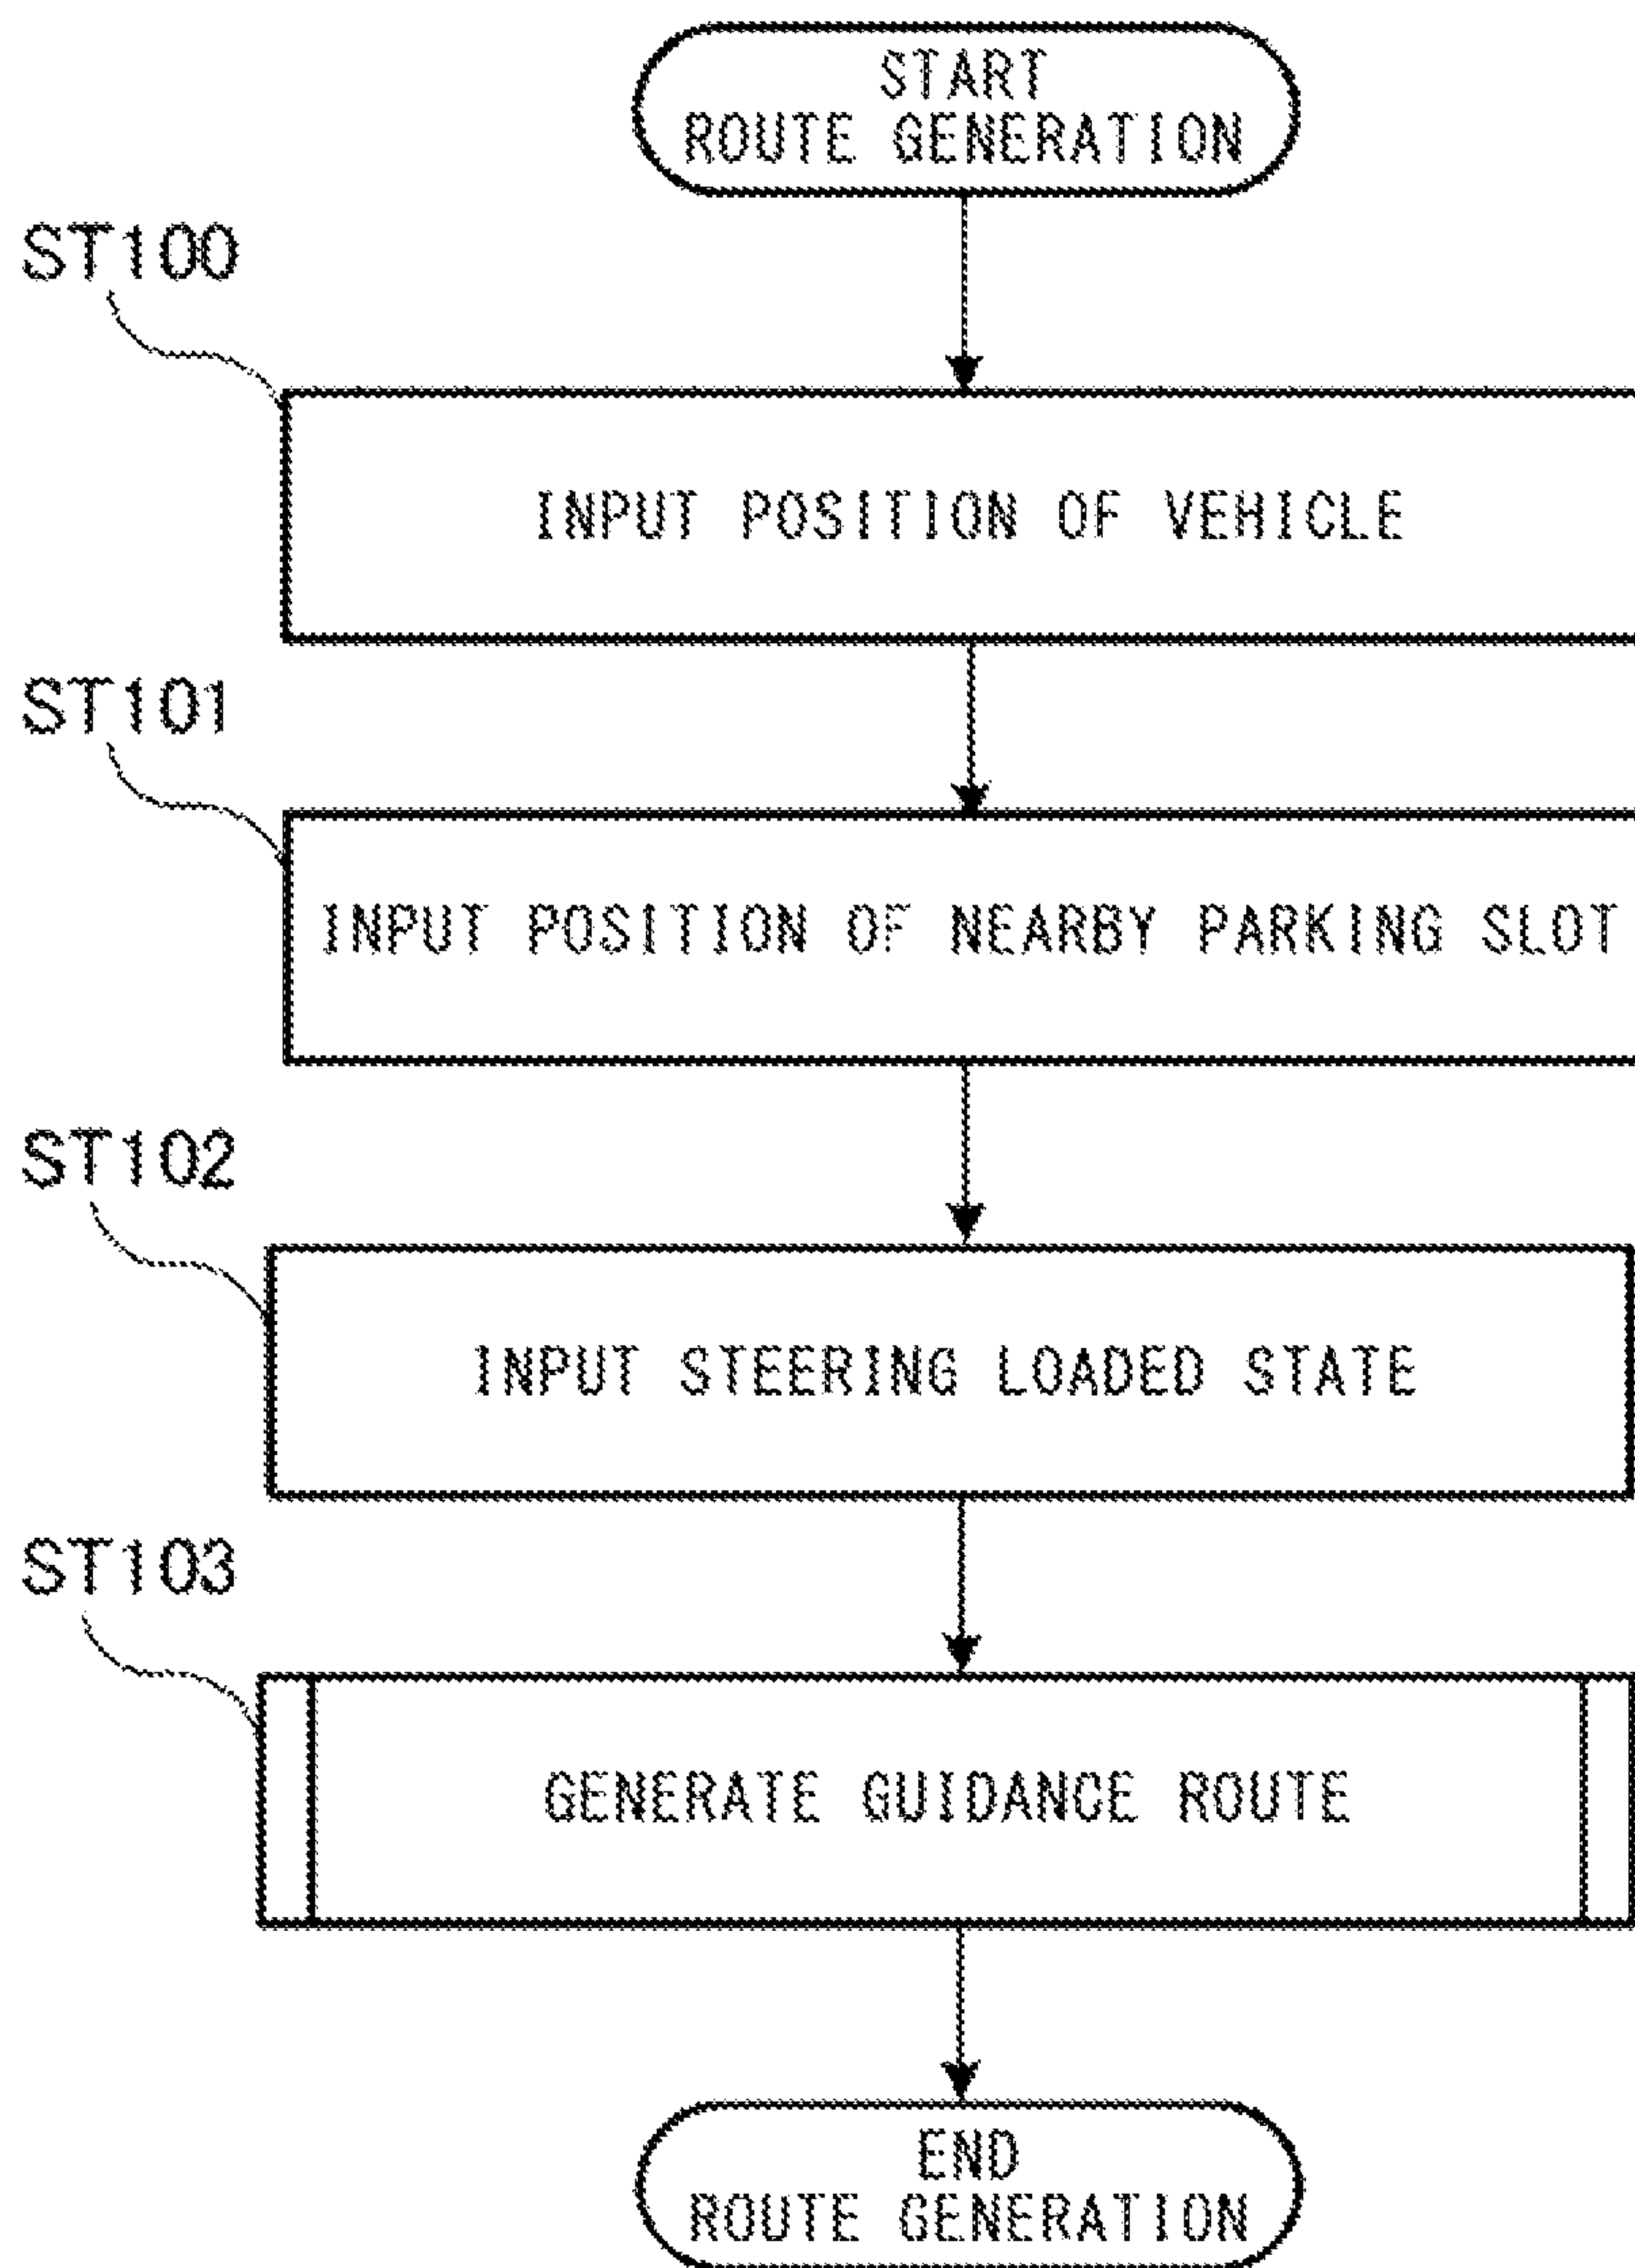 START
ROUTE GENERATION
ST100
INPUT POSITION OF VEHICLE
ST101
INPUT POSITION OF NEARBY PARKING SLOT
ST102
INPUT STEERING LOADED STATE
ST103
GENERATE GUIDANCE ROUTE
END
ROUTE GENERATION